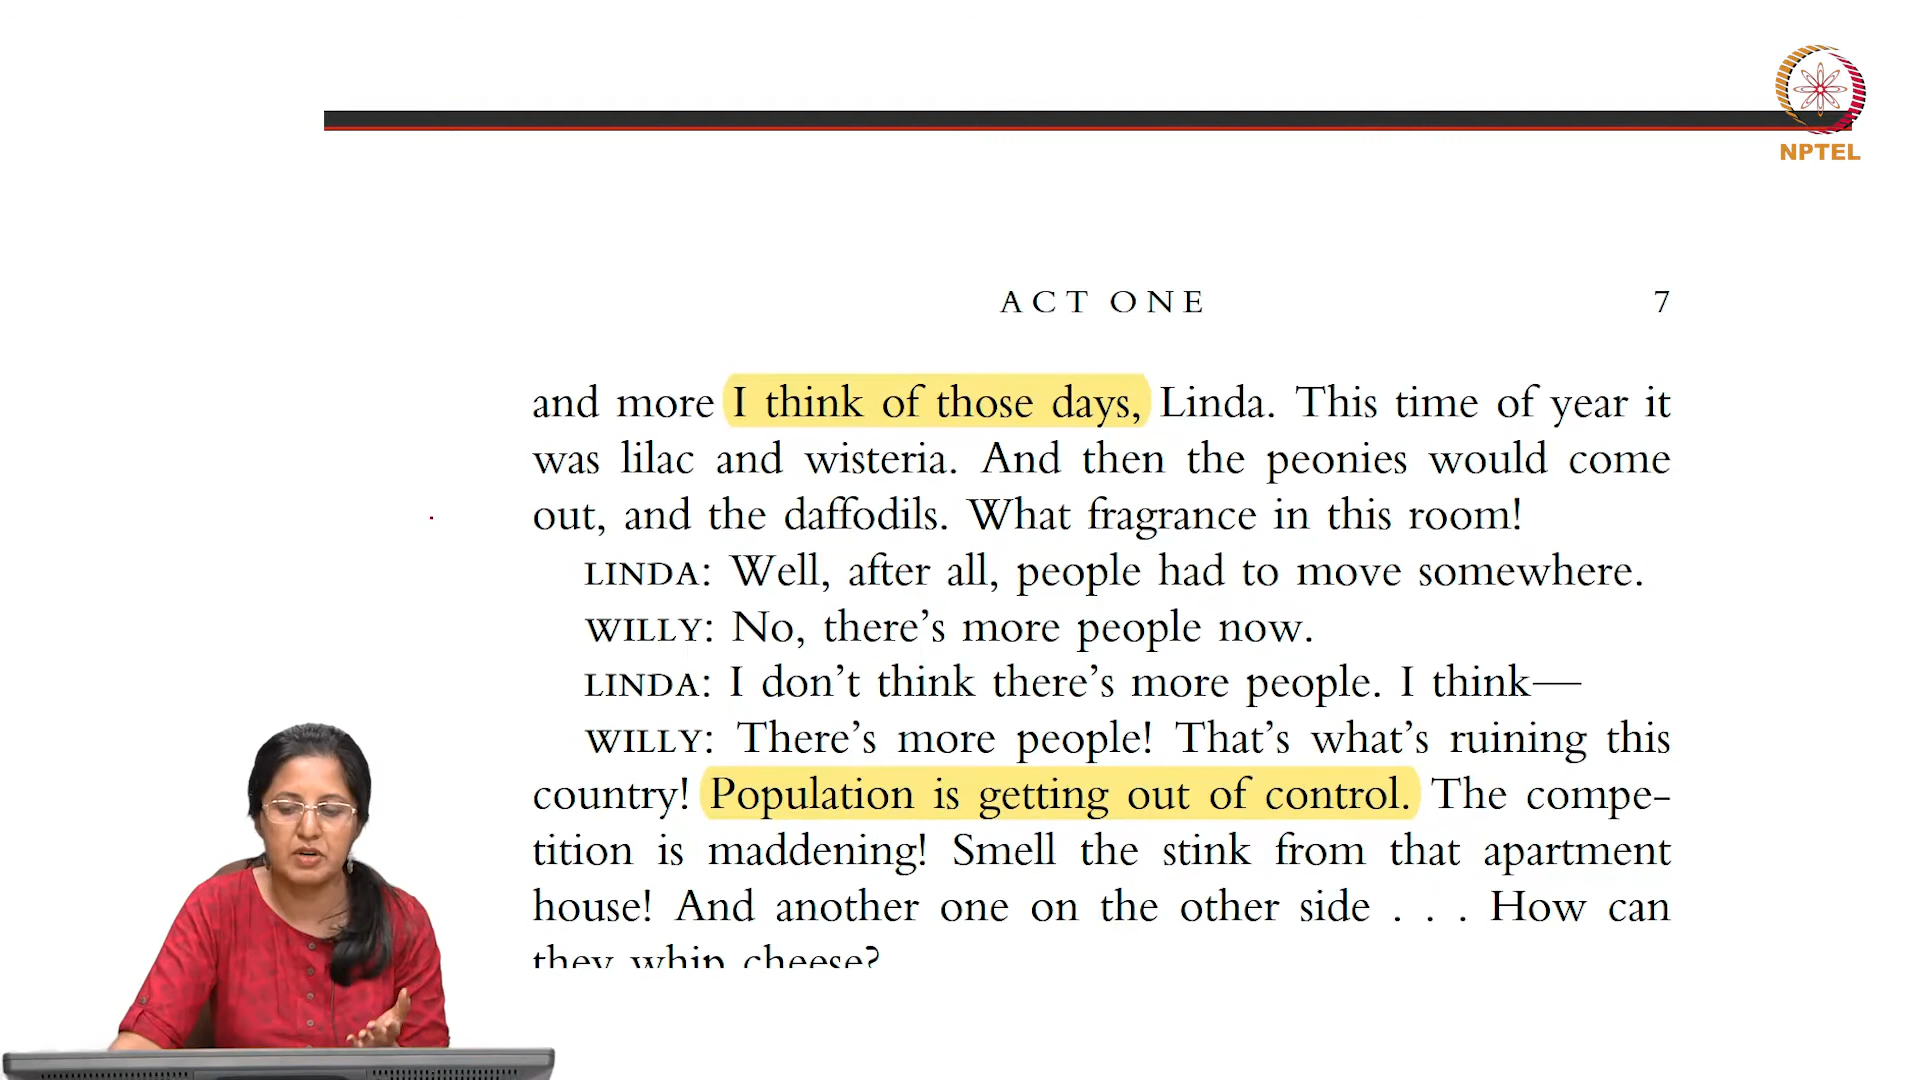 NPTEL
ACT ONE 7
and more I think of those days, Linda. This time of year it
was lilac and wisteria. And then the peonies would come
out, and the daffodils. What fragrance in this room!
LINDA: Well, after all, people had to move somewhere.
WILLY: No, there’s more people now.
LINDA: I don’t think there’s more people. I think—
WILLY: There’s more people! That’s what’s ruining this
country! Population is getting out of control. The compe-
tition is maddening! Smell the stink from that apartment
house! And another one on the other side . . . How can
they whip cheese?